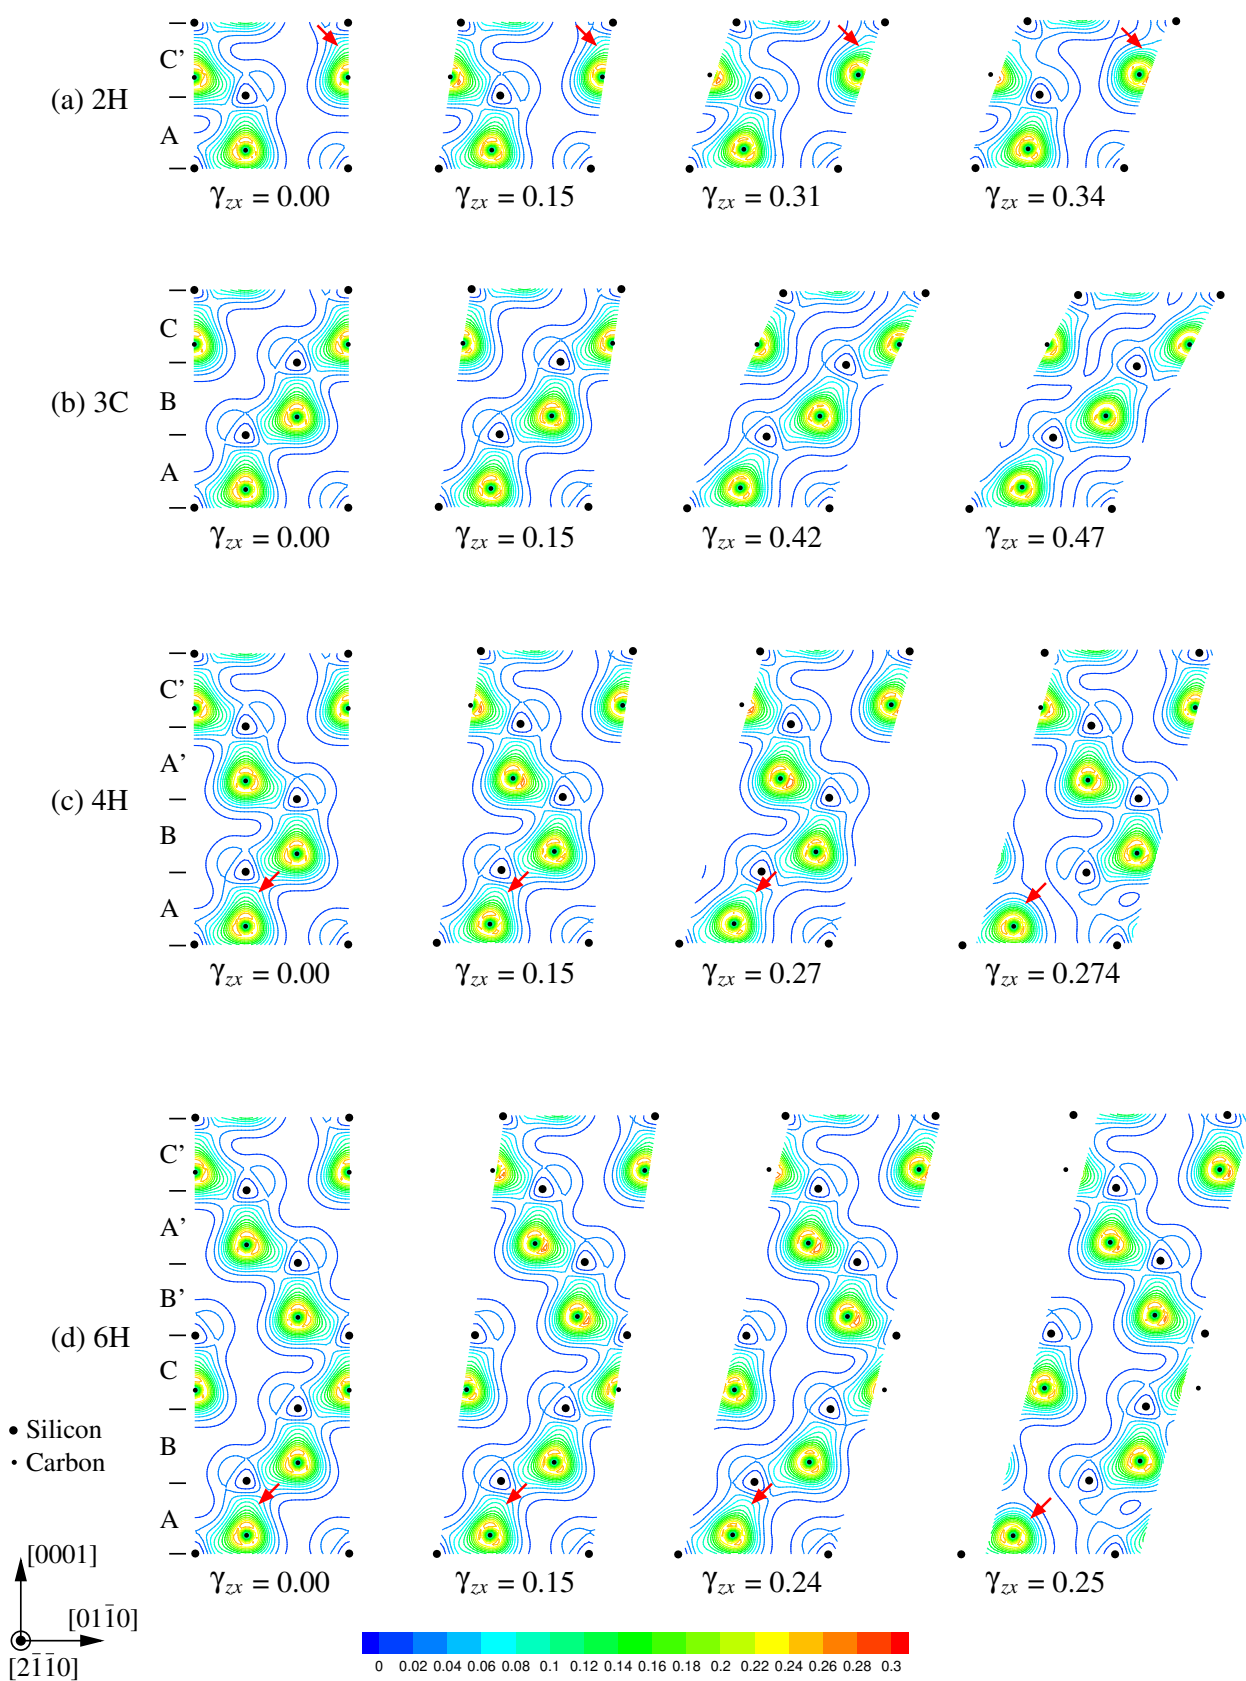 (a) 2H
C’
A
γzx = 0.00
γzx = 0.15
γzx = 0.31
γzx = 0.34
(b) 3C
C
B
A
γzx = 0.00
γzx = 0.15
γzx = 0.42
γzx = 0.47
(c) 4H
C’
A’
B
A
γzx = 0.00
γzx = 0.15
γzx = 0.27
γzx = 0.274
(d) 6H
C’
A’
B’
C
B
A
γzx = 0.00
γzx = 0.15
γzx = 0.24
γzx = 0.25
Silicon
Carbon
[0001]
[011̄0]
[21̄1̄0]
0 0.02 0.04 0.06 0.08 0.1 0.12 0.14 0.16 0.18 0.2 0.22 0.24 0.26 0.28 0.3